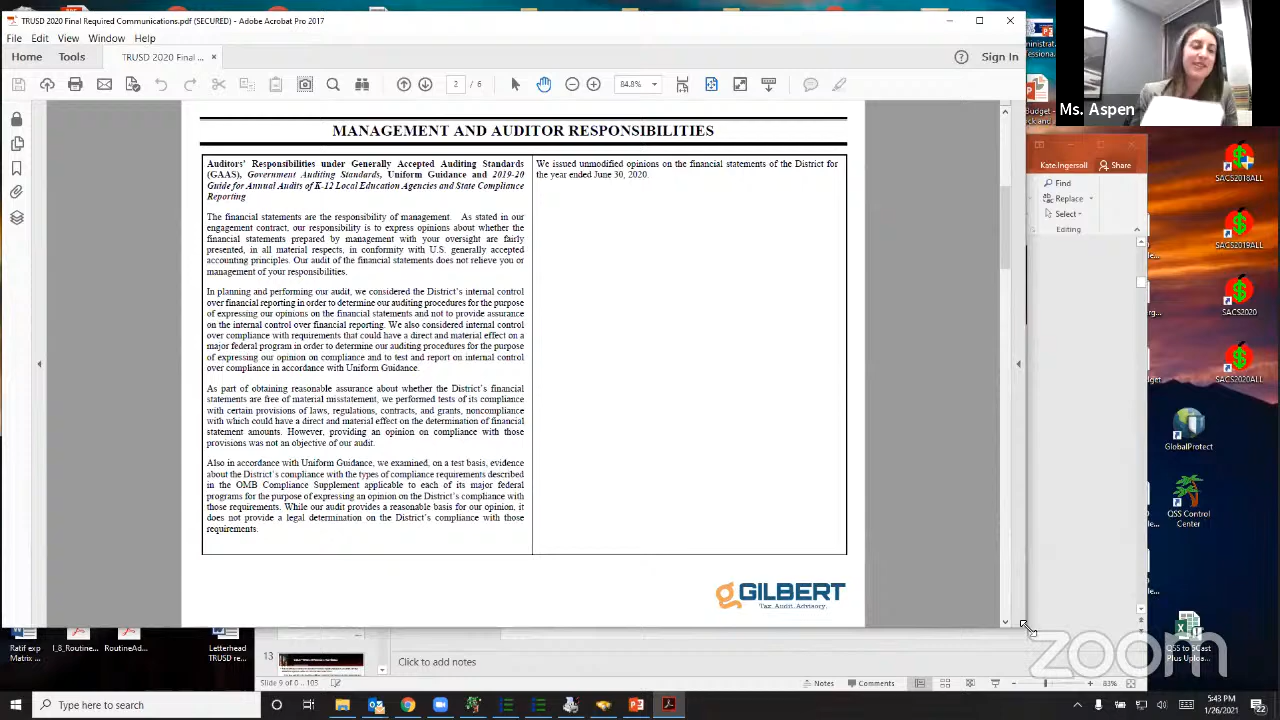 TRUSD 2020 Final Required Communications.pdf (SECURED) - Adobe Acrobat Pro 2017
File Edit View Window Help
Home Tools TRUSD 2020 Final ... × Sign In
2 / 6 84.8%
MANAGEMENT AND AUDITOR RESPONSIBILITIES
Auditors' Responsibilities under Generally Accepted Auditing Standards
(GAAS), Government Auditing Standards, Uniform Guidance and 2019-20
Guide for Annual Audits of K-12 Local Education Agencies and State Compliance
Reporting
The financial statements are the responsibility of management. As stated in our
engagement contract, our responsibility is to express opinions about whether the
financial statements prepared by management with your oversight are fairly
presented, in all material respects, in conformity with U.S. generally accepted
accounting principles. Our audit of the financial statements does not relieve you or
management of your responsibilities.
In planning and performing our audit, we considered the District's internal control
over financial reporting in order to determine our auditing procedures for the purpose
of expressing our opinions on the financial statements and not to provide assurance
on the internal control over financial reporting. We also considered internal control
over compliance with requirements that could have a direct and material effect on a
major federal program in order to determine our auditing procedures for the purpose
of expressing our opinion on compliance and to test and report on internal control
over compliance in accordance with Uniform Guidance.
As part of obtaining reasonable assurance about whether the District's financial
statements are free of material misstatement, we performed tests of its compliance
with certain provisions of laws, regulations, contracts, and grants, noncompliance
with which could have a direct and material effect on the determination of financial
statement amounts. However, providing an opinion on compliance with those
provisions was not an objective of our audit.
Also in accordance with Uniform Guidance, we examined, on a test basis, evidence
about the District's compliance with the types of compliance requirements described
in the OMB Compliance Supplement applicable to each of its major federal
programs for the purpose of expressing an opinion on the District's compliance with
those requirements. While our audit provides a reasonable basis for our opinion, it
does not provide a legal determination on the District's compliance with those
requirements.
We issued unmodified opinions on the financial statements of the District for
the year ended June 30, 2020.
GILBERT
Tax. Audit. Advisory.
Ms. Aspen
Kate.Ingersoll Share
Find
Replace
Select
Editing
SACS2018ALL
SACS2019ALL
SACS2020
SACS2020ALL
GlobalProtect
QSS Control
Center
QSS to SCast
Plus Uploa...
Ratif exp
Matrix ...
I_8_Routine...
RoutineAd...
Letterhead
TRUSD re...
13
Click to add notes
Slide 9 of 0 - 103
Notes Comments 83%
zoom
Type here to search
5:43 PM
1/26/2021
22